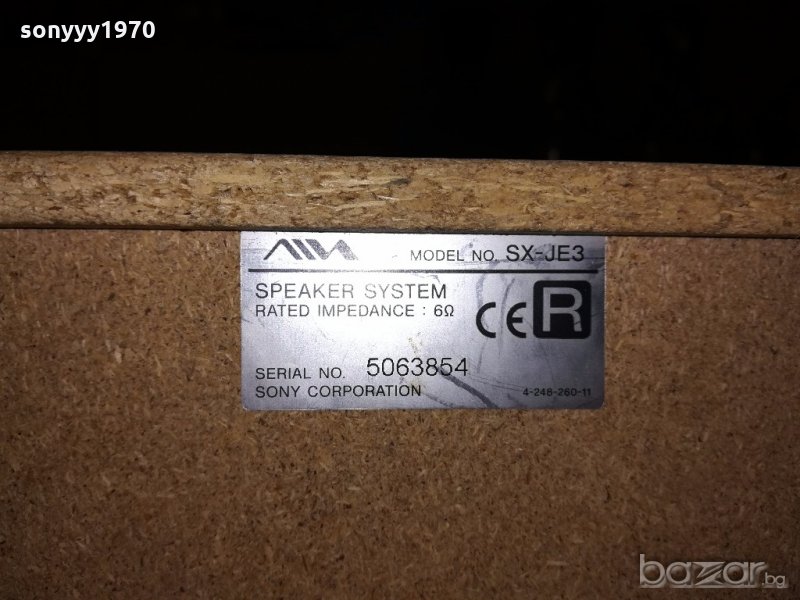 sonyyy1970
AIWA MODEL NO. SX-JE3
SPEAKER SYSTEM
RATED IMPEDANCE : 6Ω
CE R
SERIAL NO. 5063854
SONY CORPORATION 4-248-260-11
bazar.bg